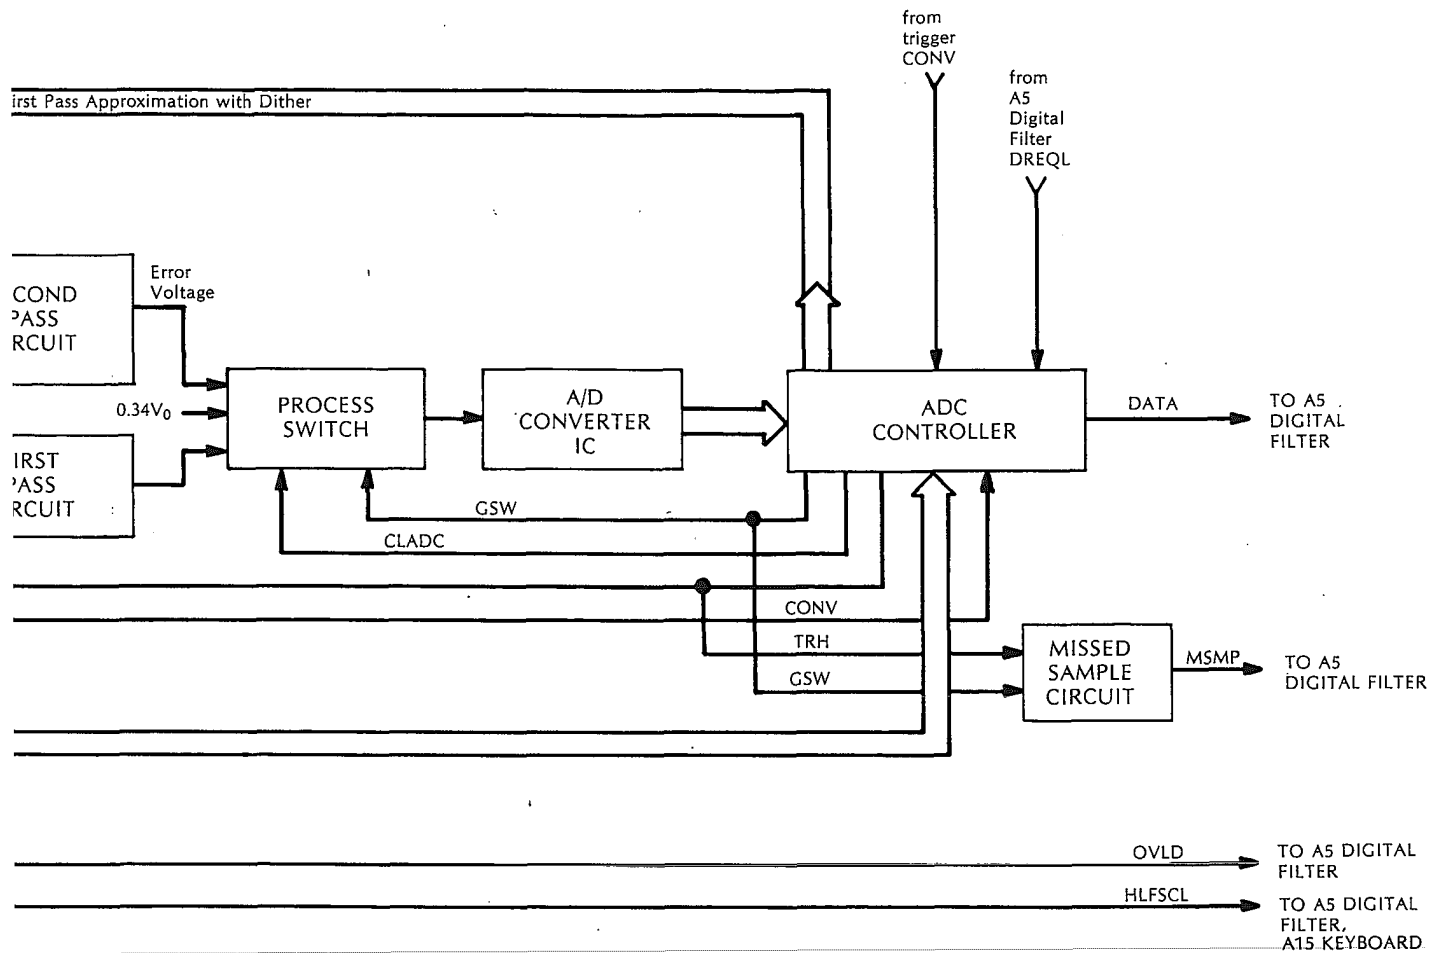 from
trigger
CONV
from
A5
Digital
Filter
DREQL
irst Pass Approximation with Dither
COND
PASS
RCUIT
Error
Voltage
0.34V₀
IRST
PASS
RCUIT
PROCESS
SWITCH
A/D
CONVERTER
IC
ADC
CONTROLLER
DATA
TO A5
DIGITAL
FILTER
GSW
CLADC
CONV
TRH
GSW
MISSED
SAMPLE
CIRCUIT
MSMP
TO A5
DIGITAL FILTER
OVLD
TO A5 DIGITAL
FILTER
HLFSCL
TO A5 DIGITAL
FILTER,
A15 KEYBOARD